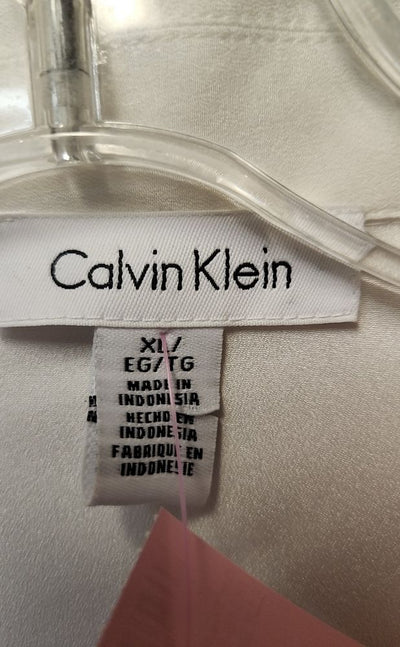 Calvin Klein
XL/
EG/TG
MADE IN
INDONESIA
HECHO EN
INDONESIA
FABRIQUE EN
INDONESIE